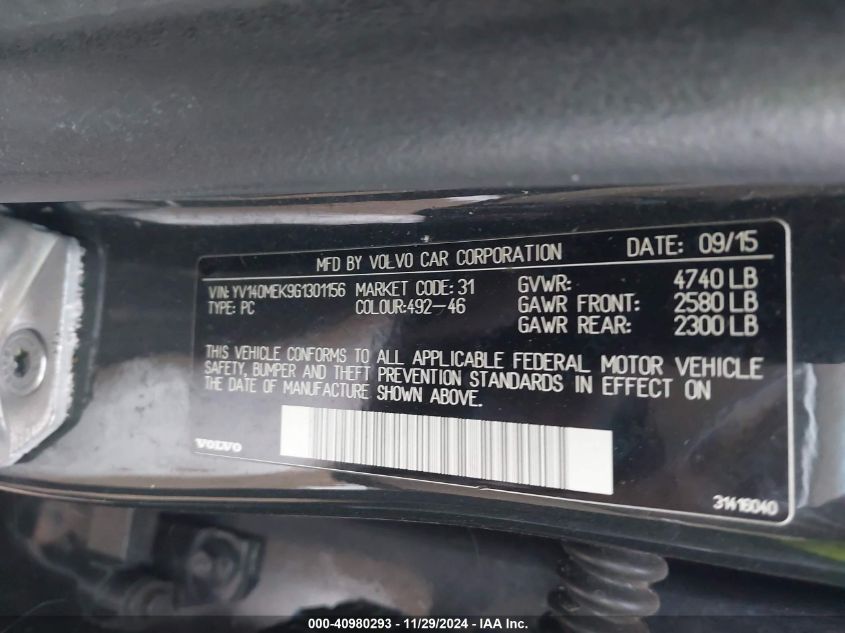 MFD BY VOLVO CAR CORPORATION DATE: 09/15
VIN: YV140MEK9G1301156 MARKET CODE: 31 GVWR: 4740 LB
TYPE: PC COLOUR:492-46 GAWR FRONT: 2580 LB
GAWR REAR: 2300 LB
THIS VEHICLE CONFORMS TO ALL APPLICABLE FEDERAL MOTOR VEHICLE
SAFETY, BUMPER AND THEFT PREVENTION STANDARDS IN EFFECT ON
THE DATE OF MANUFACTURE SHOWN ABOVE.
VOLVO
31416040
000-40980293 - 11/29/2024 - IAA Inc.